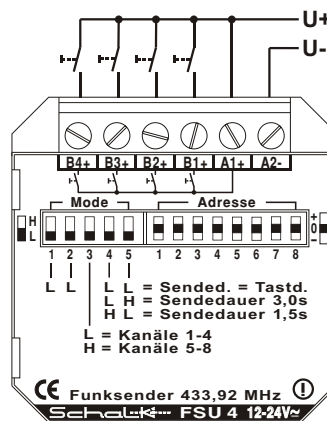 U+
U-
B4+ B3+ B2+ B1+ A1+ A2-
Mode Adresse
H
L
+
0
–
1 2 3 4 5 1 2 3 4 5 6 7 8
L L L L = Sended. = Tastd.
L H = Sendedauer 3,0s
H L = Sendedauer 1,5s
L = Kanäle 1-4
H = Kanäle 5-8
CE Funksender 433,92 MHz
Schalk FSU 4 12-24V~